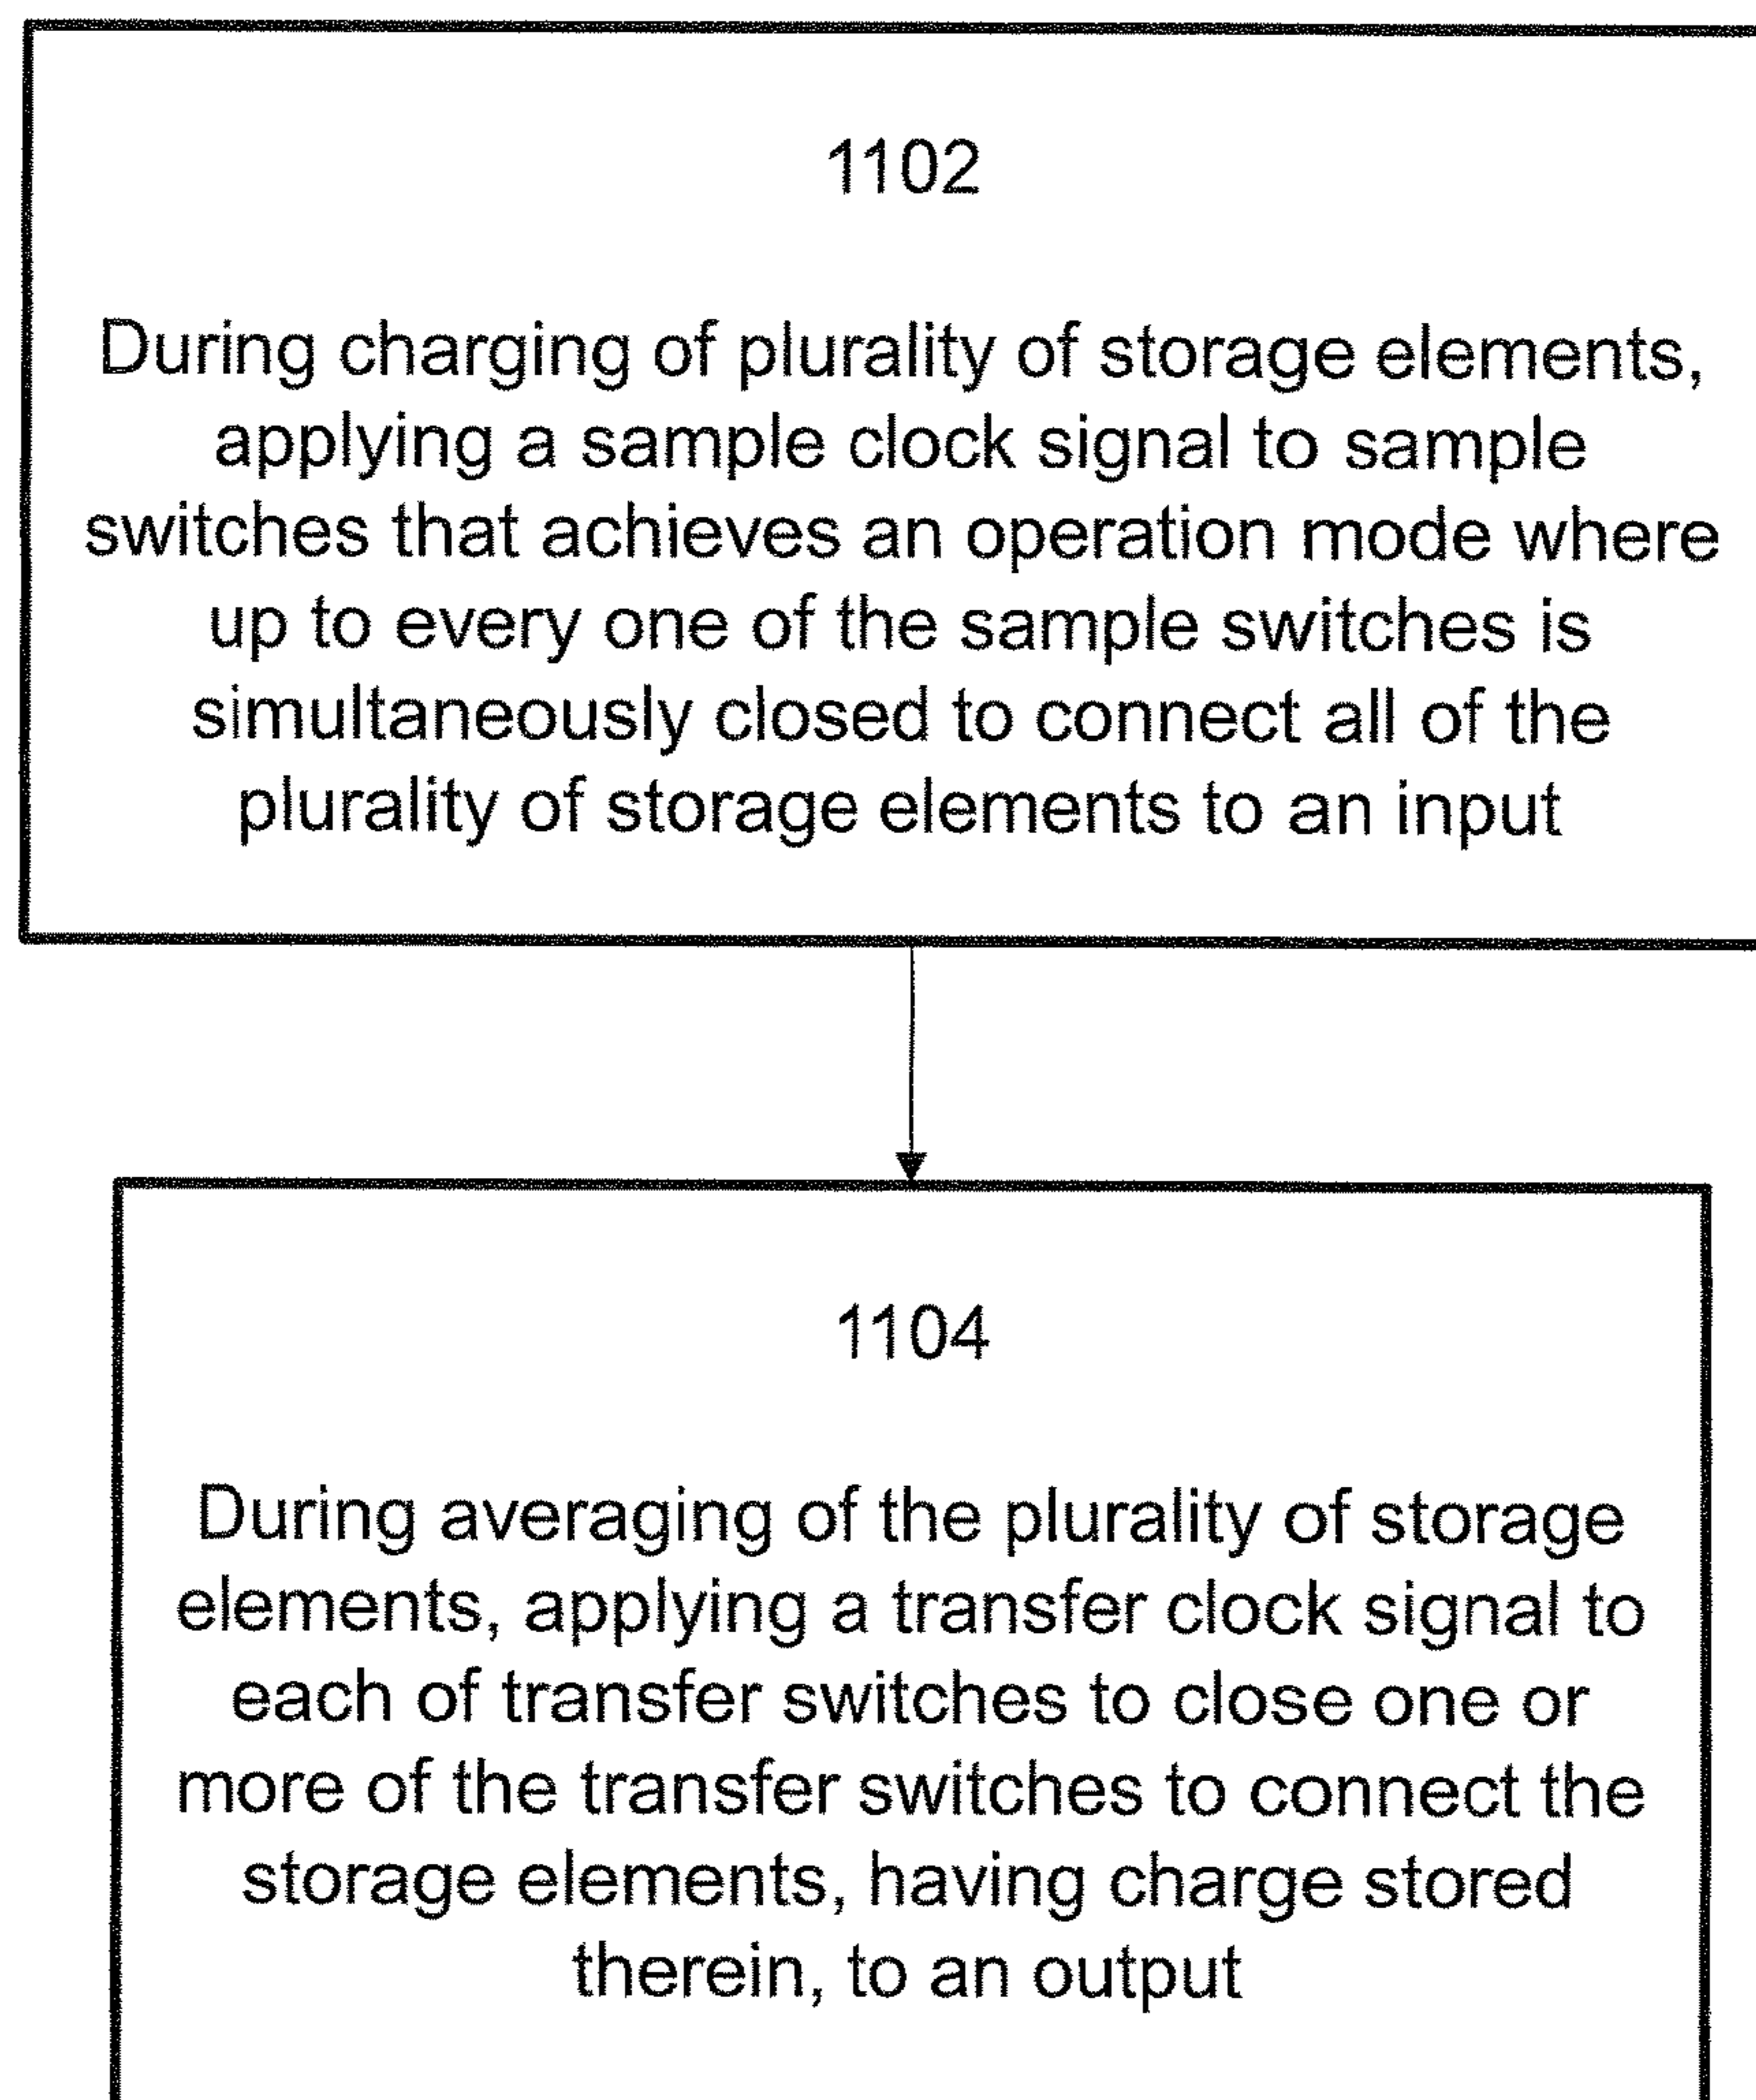 1102
During charging of plurality of storage elements,
applying a sample clock signal to sample
switches that achieves an operation mode where
up to every one of the sample switches is
simultaneously closed to connect all of the
plurality of storage elements to an input
1104
During averaging of the plurality of storage
elements, applying a transfer clock signal to
each of transfer switches to close one or
more of the transfer switches to connect the
storage elements, having charge stored
therein, to an output